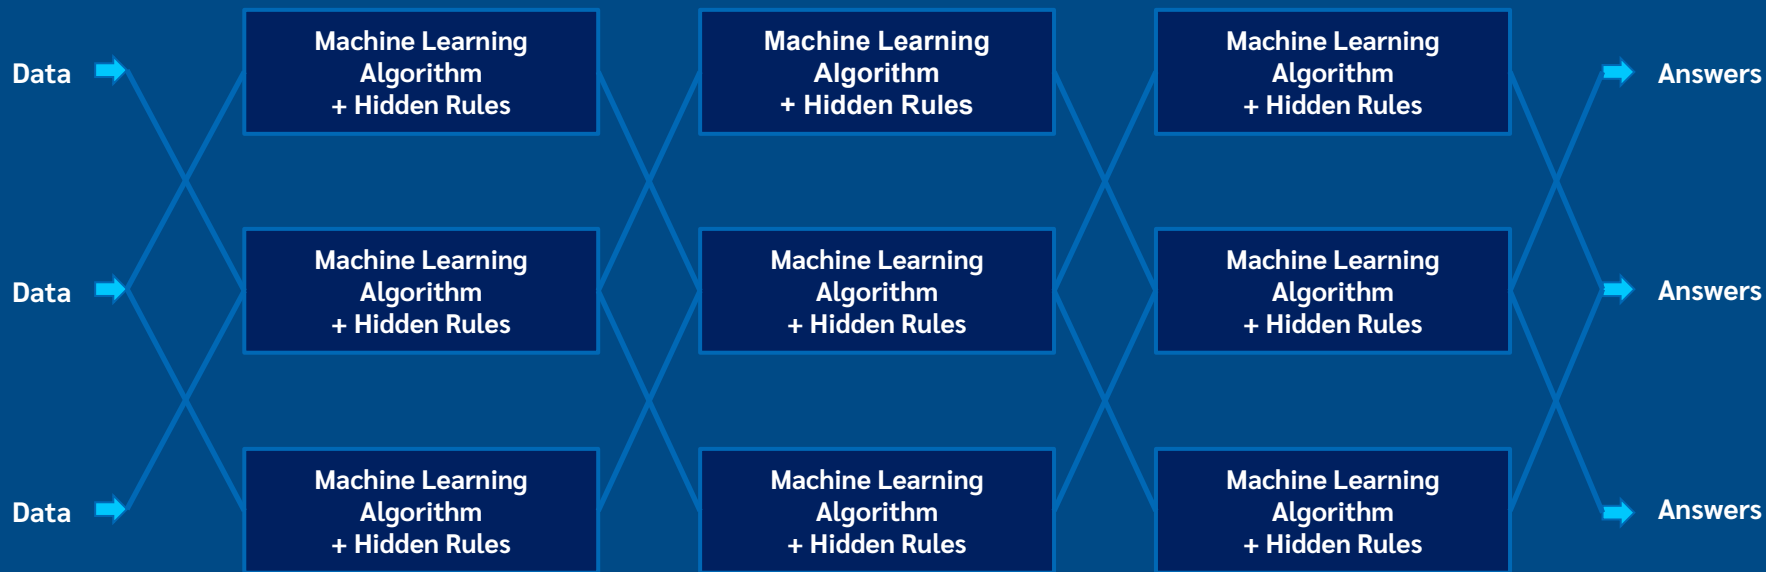 Data
Machine Learning
Algorithm
+ Hidden Rules
Machine Learning
Algorithm
+ Hidden Rules
Machine Learning
Algorithm
+ Hidden Rules
Answers
Data
Machine Learning
Algorithm
+ Hidden Rules
Machine Learning
Algorithm
+ Hidden Rules
Machine Learning
Algorithm
+ Hidden Rules
Answers
Data
Machine Learning
Algorithm
+ Hidden Rules
Machine Learning
Algorithm
+ Hidden Rules
Machine Learning
Algorithm
+ Hidden Rules
Answers